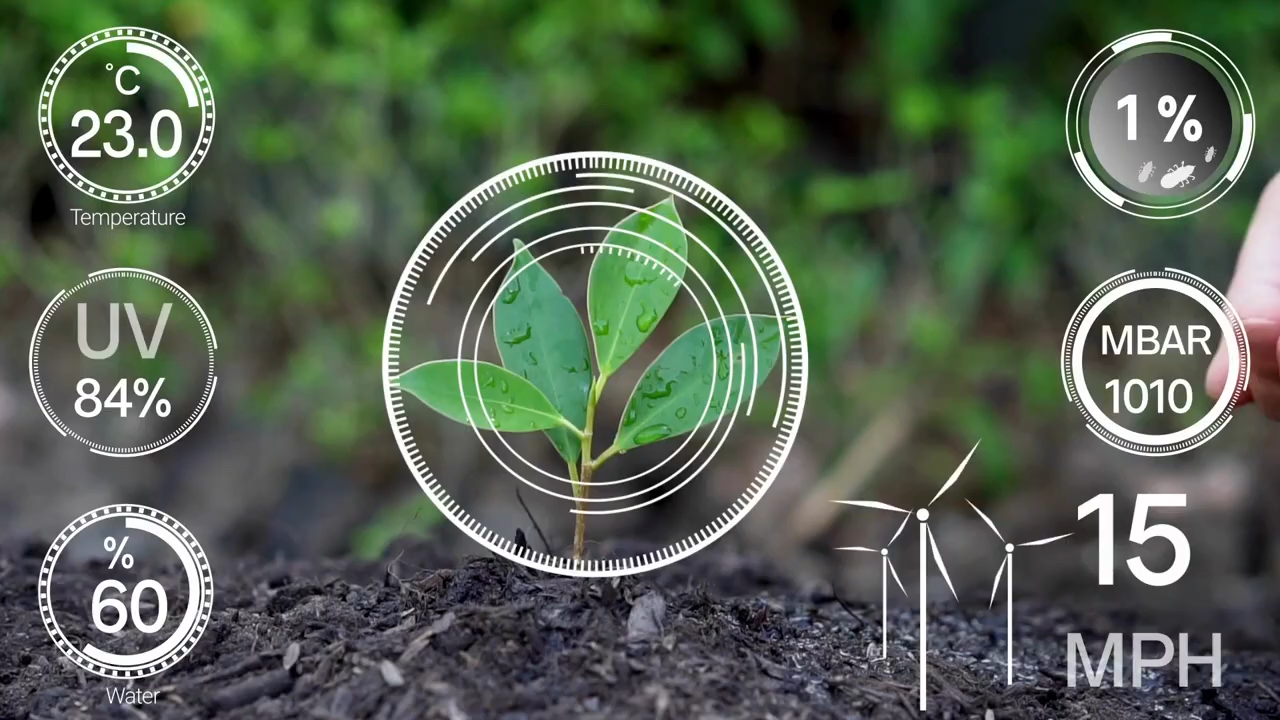 °C
23.0
Temperature
UV
84%
%
60
Water
1 %
MBAR
1010
15
MPH